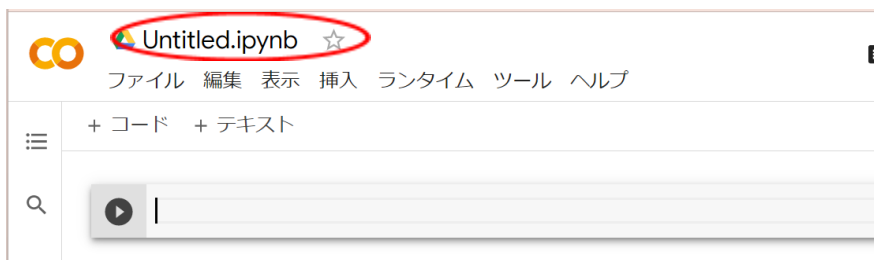 Untitled.ipynb
ファイル 編集 表示 挿入 ランタイム ツール ヘルプ
+ コード + テキスト